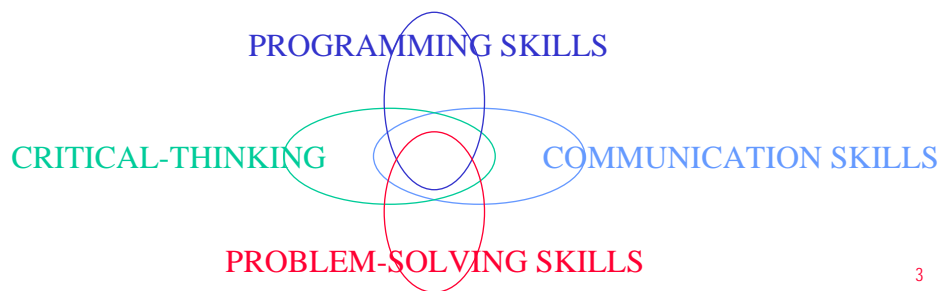 PROGRAMMING SKILLS
CRITICAL-THINKING
COMMUNICATION SKILLS
PROBLEM-SOLVING SKILLS
3